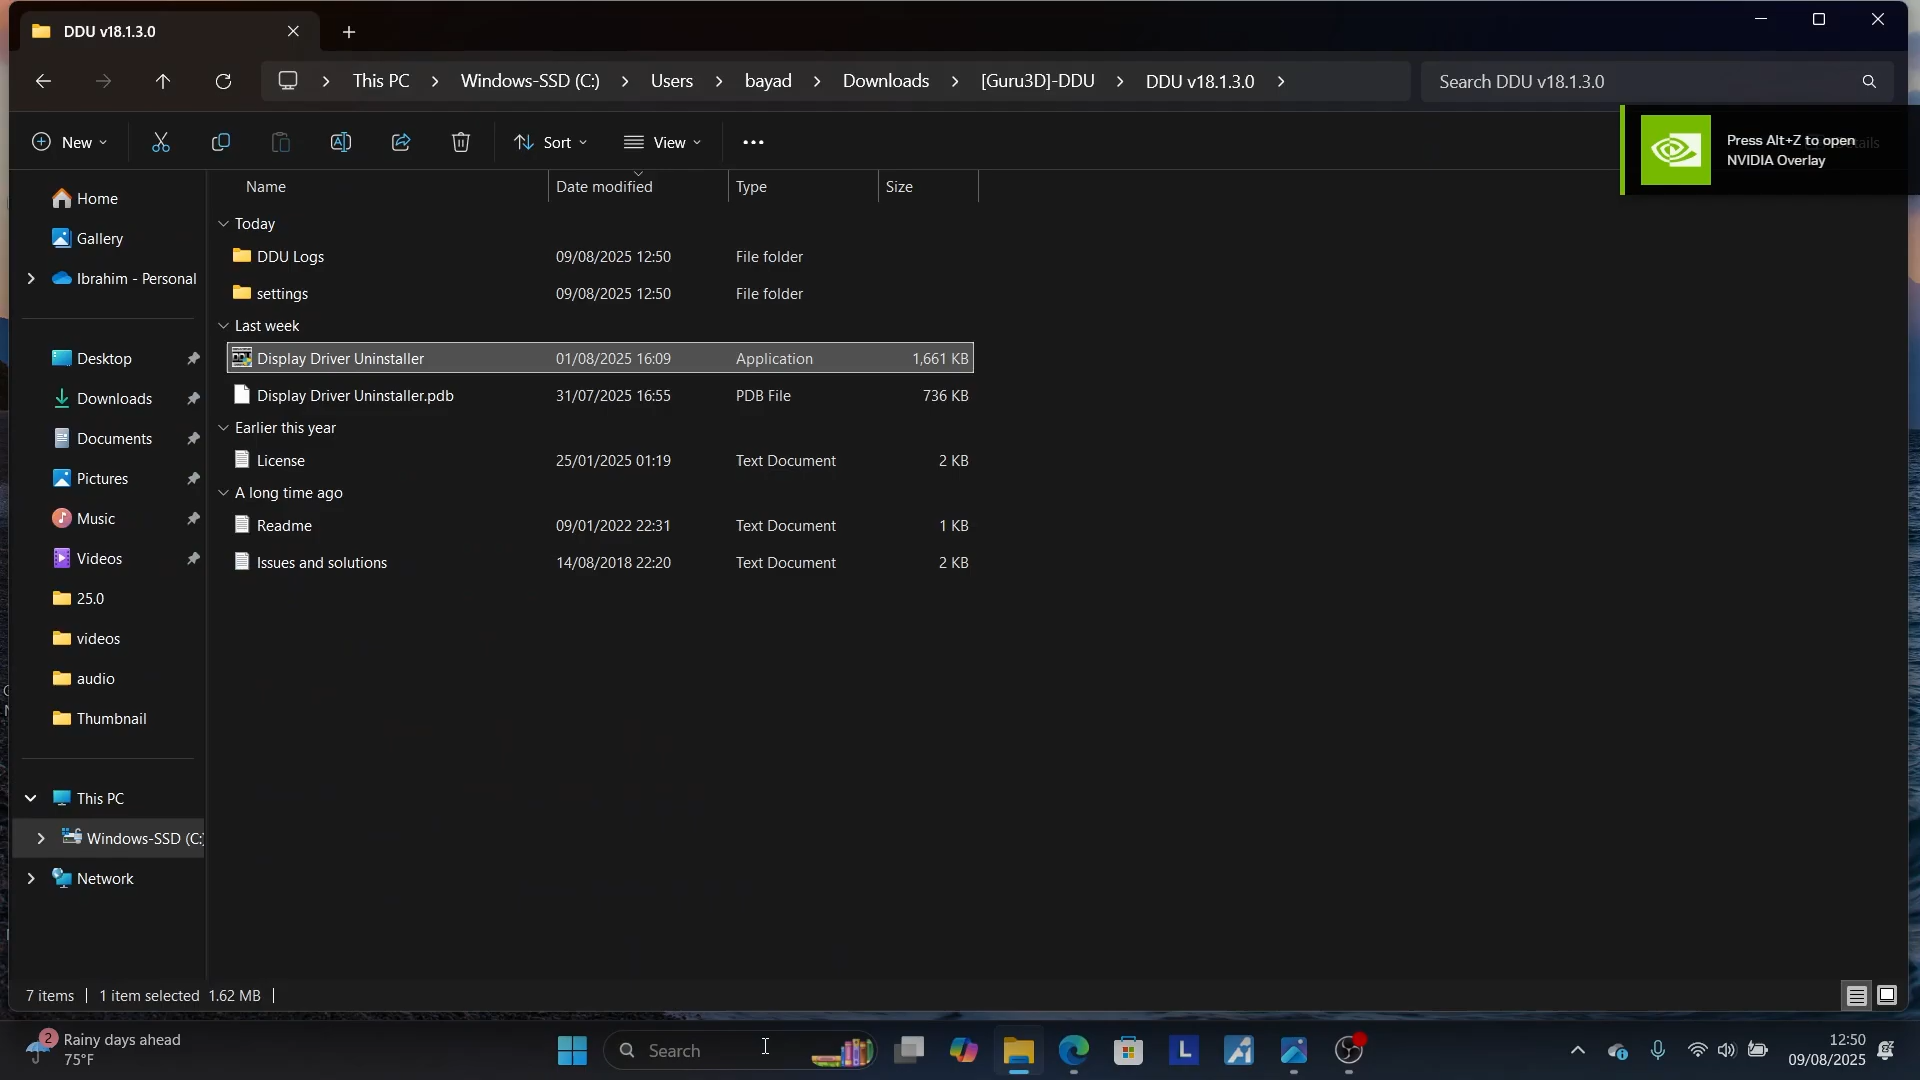 DDU v18.1.3.0
This PC
Windows-SSD (C:)
Users
bayad
Downloads
[Guru3D]-DDU
DDU v18.1.3.0
Search DDU v18.1.3.0
New
Sort
View
Press Alt+Z to open
NVIDIA Overlay
Name
Date modified
Type
Size
Today
DDU Logs
09/08/2025 12:50
File folder
settings
09/08/2025 12:50
File folder
Last week
Display Driver Uninstaller
01/08/2025 16:09
Application
1,661 KB
Display Driver Uninstaller.pdb
31/07/2025 16:55
PDB File
736 KB
Earlier this year
License
25/01/2025 01:19
Text Document
2 KB
A long time ago
Readme
09/01/2022 22:31
Text Document
1 KB
Issues and solutions
14/08/2018 22:20
Text Document
2 KB
Home
Gallery
Ibrahim - Personal
Desktop
Downloads
Documents
Pictures
Music
Videos
25.0
videos
audio
Thumbnail
This PC
Windows-SSD (C:)
Network
7 items
1 item selected 1.62 MB
2
Rainy days ahead
75°F
Search
L
12:50
09/08/2025